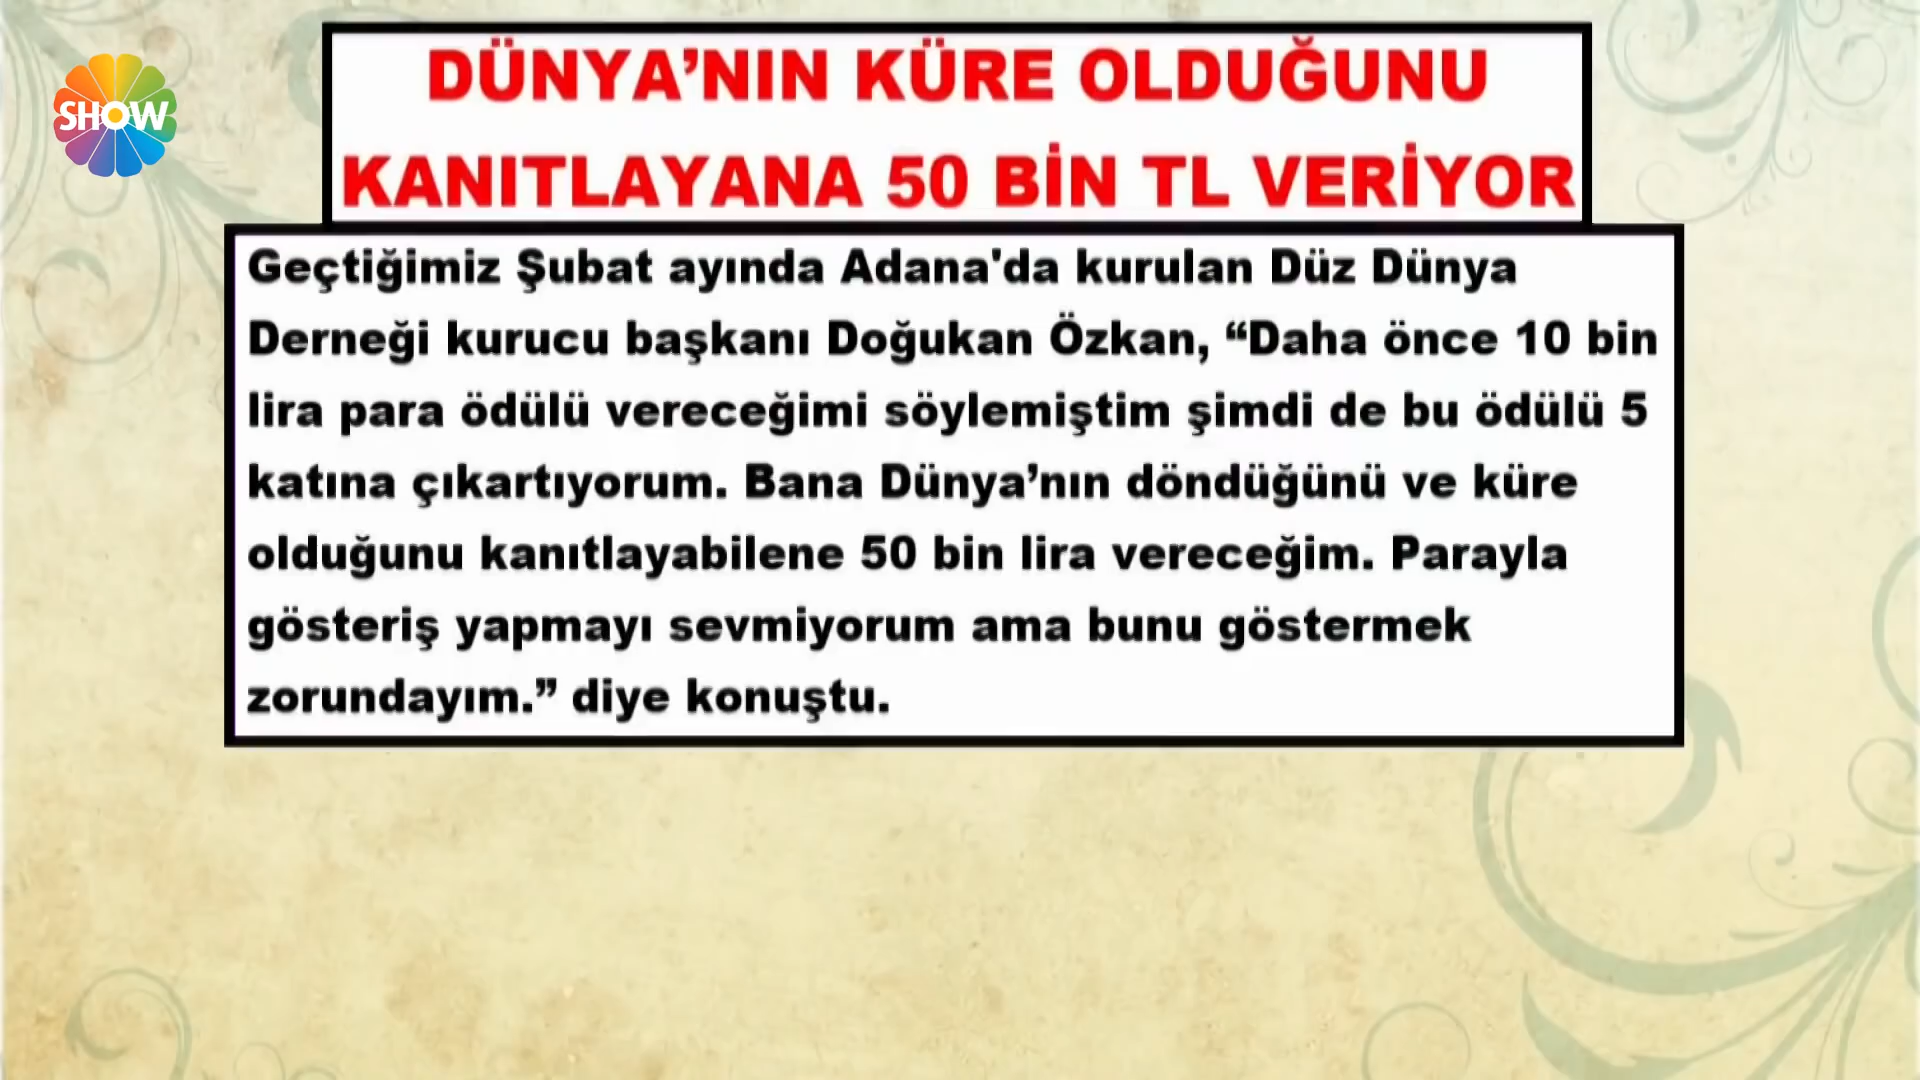 SHOW
DÜNYA’NIN KÜRE OLDUĞUNU
KANITLAYANA 50 BİN TL VERİYOR
Geçtiğimiz Şubat ayında Adana'da kurulan Düz Dünya
Derneği kurucu başkanı Doğukan Özkan, “Daha önce 10 bin
lira para ödülü vereceğimi söylemiştim şimdi de bu ödülü 5
katına çıkartıyorum. Bana Dünya’nın döndüğünü ve küre
olduğunu kanıtlayabilene 50 bin lira vereceğim. Parayla
gösteriş yapmayı sevmiyorum ama bunu göstermek
zorundayım.” diye konuştu.